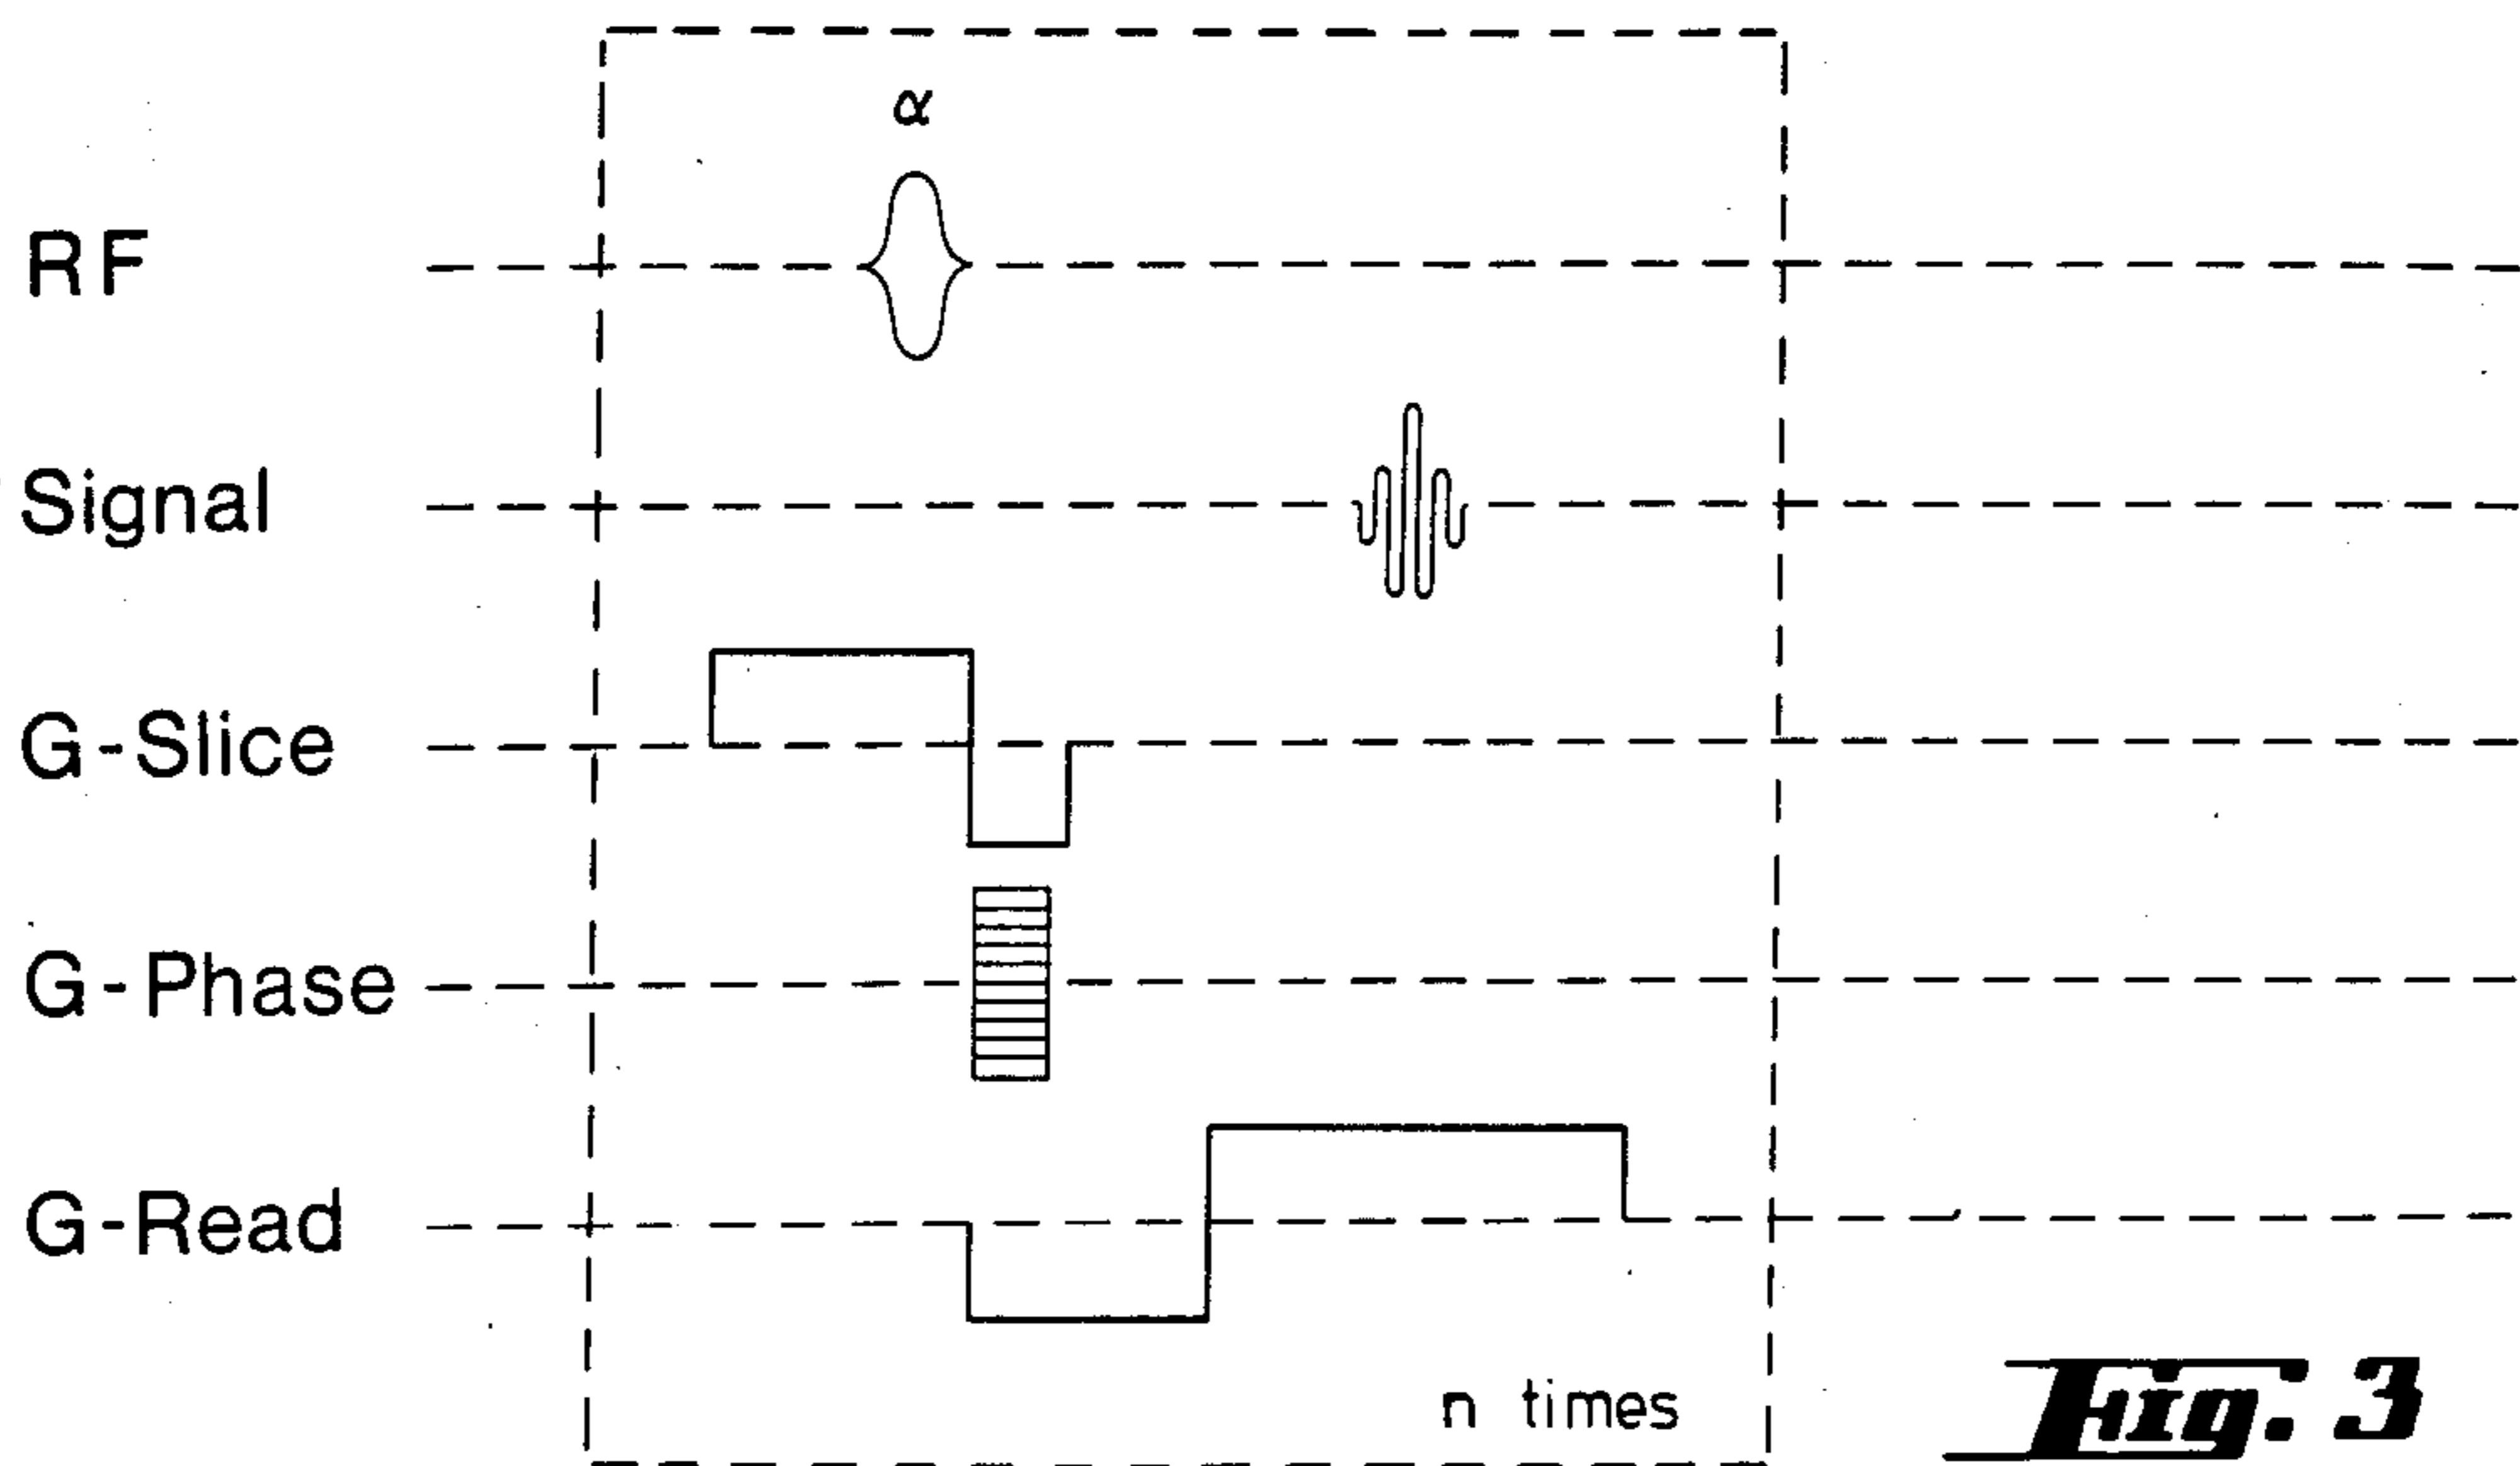 α
RF
Signal
G-Slice
G-Phase
G-Read
n times
Fig. 3